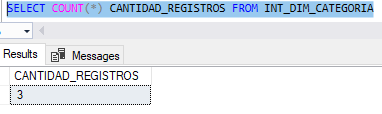 SELECT COUNT(*) CANTIDAD_REGISTROS FROM INT_DIM_CATEGORIA
Results Messages
CANTIDAD_REGISTROS
3